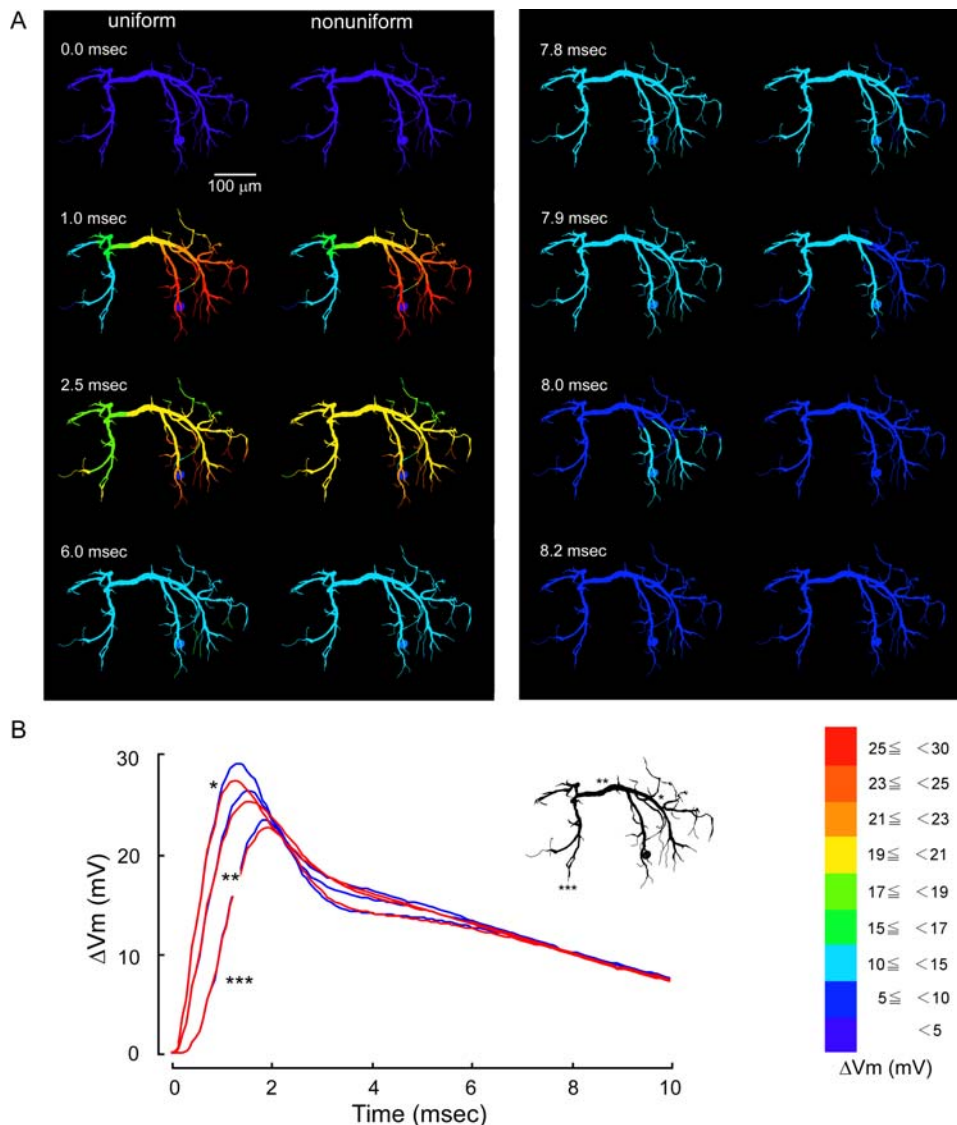 A
uniform nonuniform
0.0 msec
100 μm
1.0 msec
2.5 msec
6.0 msec
7.8 msec
7.9 msec
8.0 msec
8.2 msec
B
30
20
10
0
ΔVm (mV)
*
**
***
0 2 4 6 8 10
Time (msec)
**
*
***
25≦ <30
23≦ <25
21≦ <23
19≦ <21
17≦ <19
15≦ <17
10≦ <15
5≦ <10
<5
ΔVm (mV)